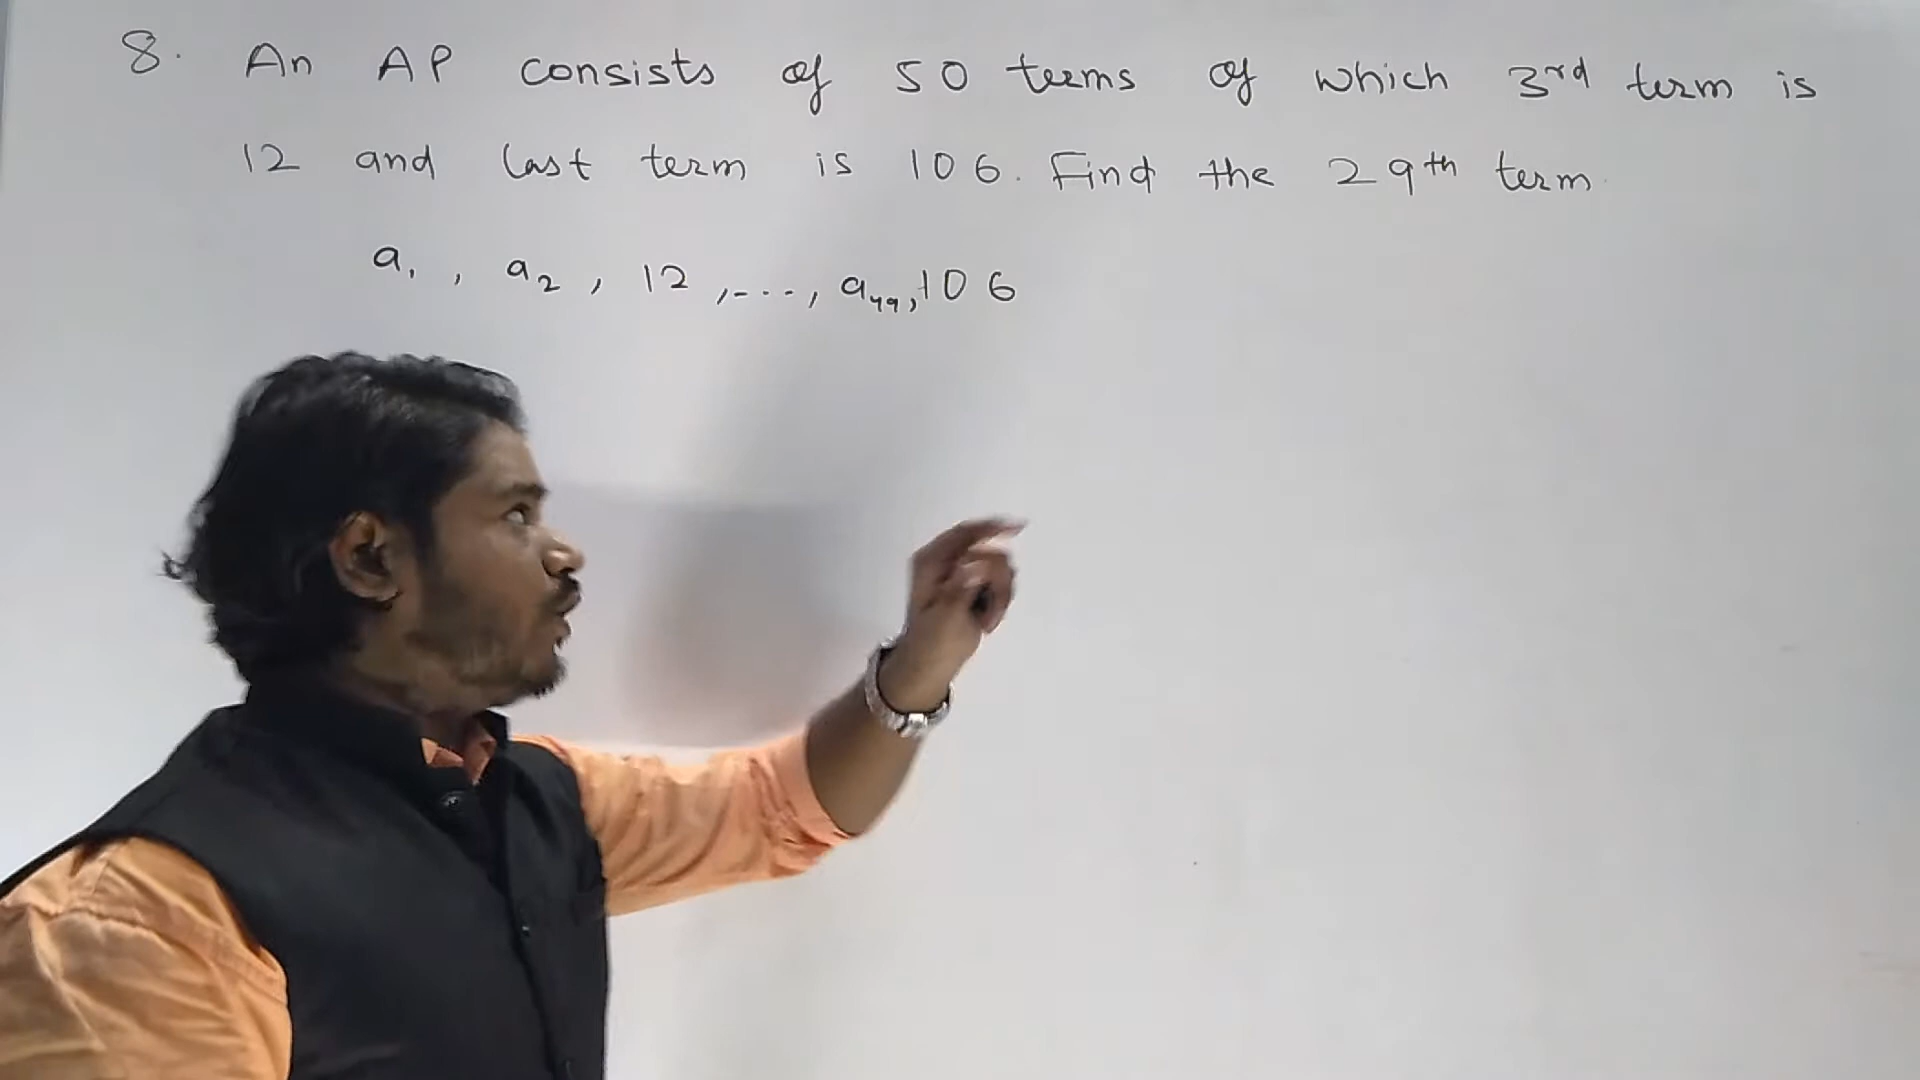 8. An AP consists of 50 terms of which 3rd term is
12 and last term is 106. Find the 29th term.
a1, a2, 12, ...., a49, 106